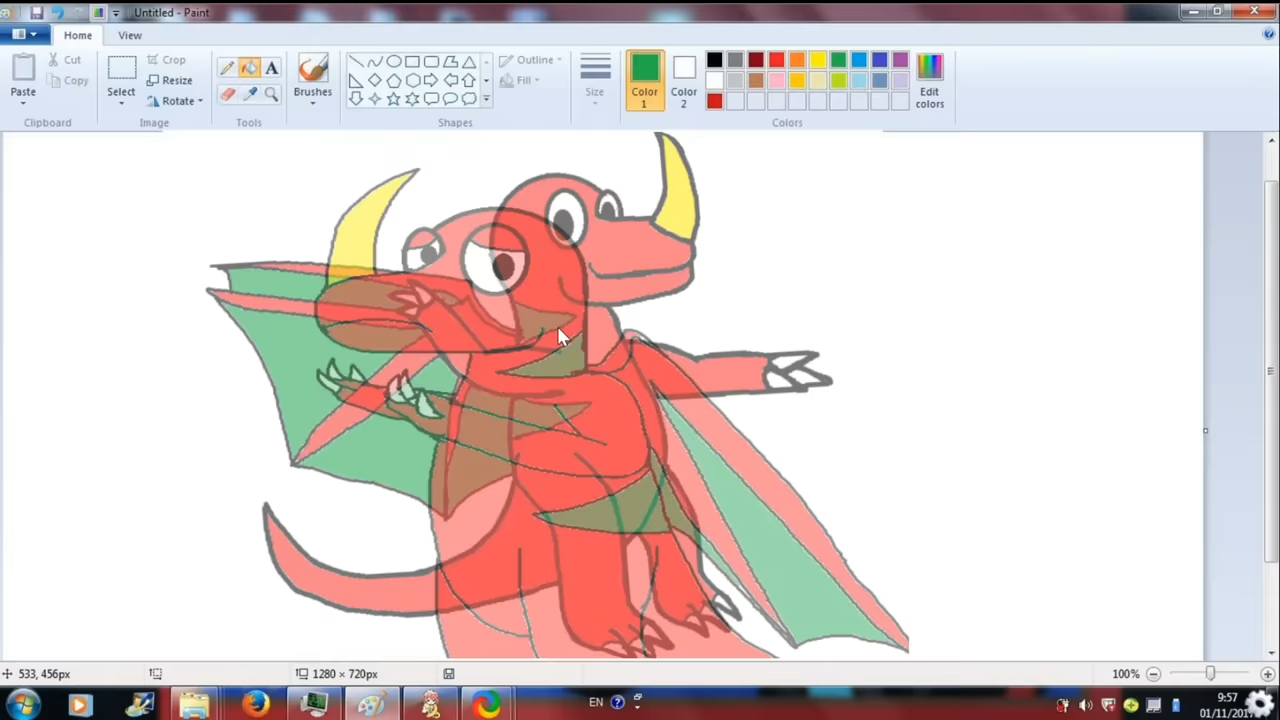 Untitled - Paint
Home View
Paste
Cut
Copy
Clipboard
Select
Crop
Resize
Rotate
Image
A
Tools
Brushes
Outline
Fill
Shapes
Size
Color 1
Color 2
Edit colors
Colors
533, 456px
1280 × 720px
100%
EN
9:57